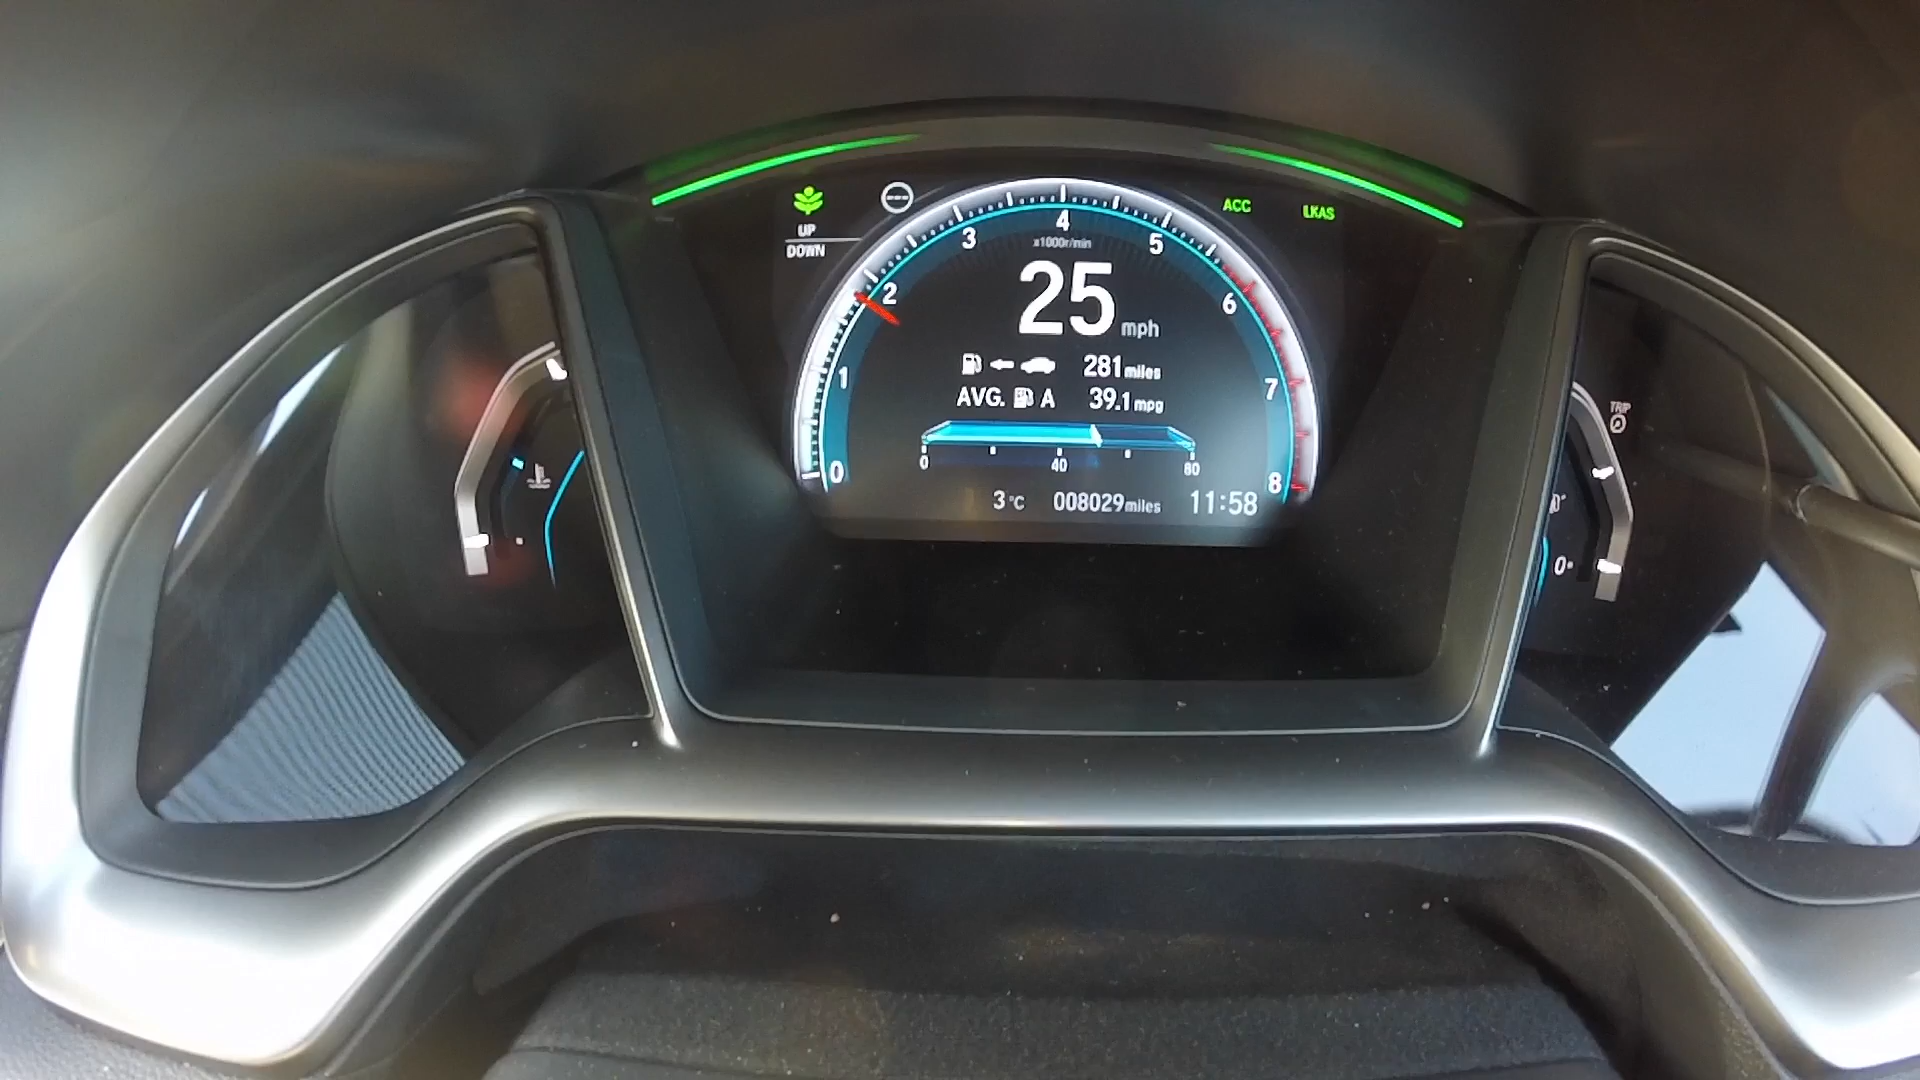 UP
DOWN
ACC
LKAS
0 1 2 3 4 5 6 7 8
x1000r/min
25 mph
281 miles
AVG. A 39.1 mpg
0 40 80
3°C 008029 miles 11:58
TRIP
0